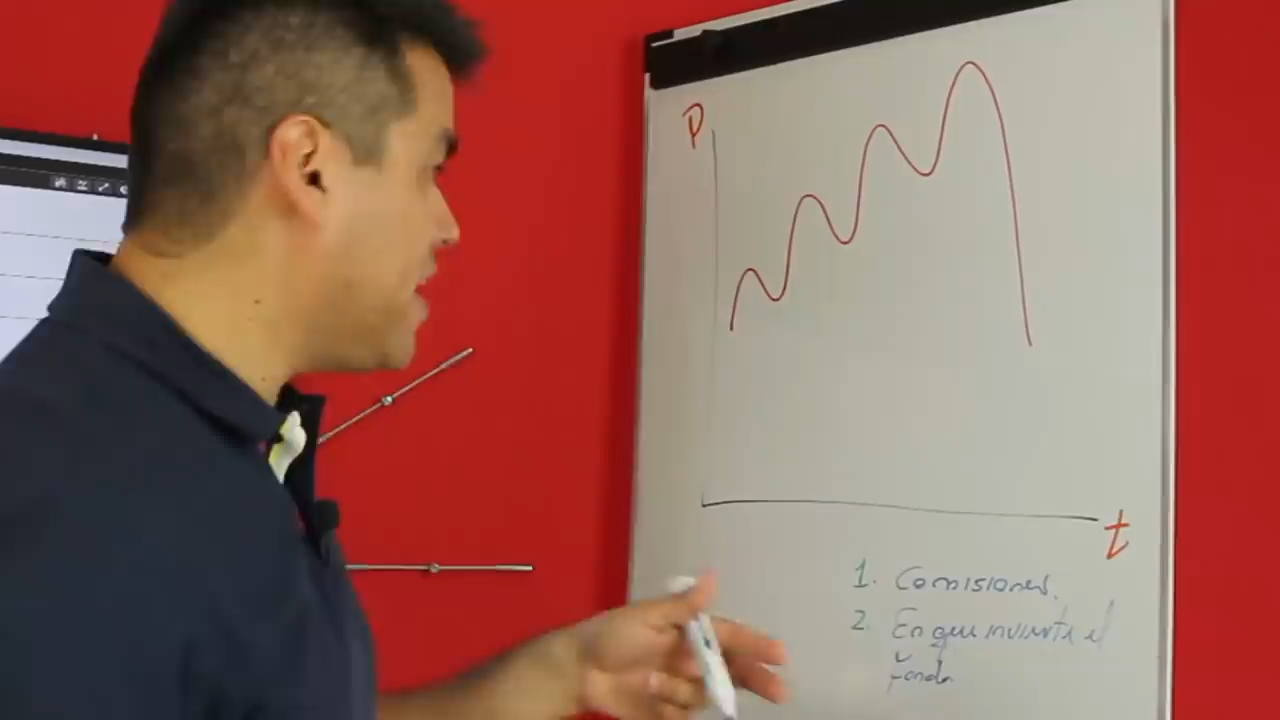 P
t
1. Comisiones.
2. En que invierte el
fondo